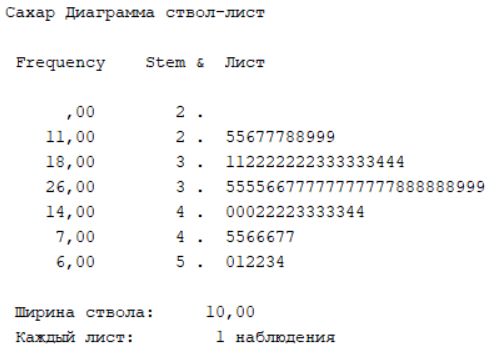 Сахар Диаграмма ствол-лист
Frequency Stem & Лист
,00 2 .
11,00 2 . 55677788999
18,00 3 . 112222222333333444
26,00 3 . 55556677777777777888888999
14,00 4 . 00022223333344
7,00 4 . 5566677
6,00 5 . 012234
Ширина ствола: 10,00
Каждый лист: 1 наблюдения